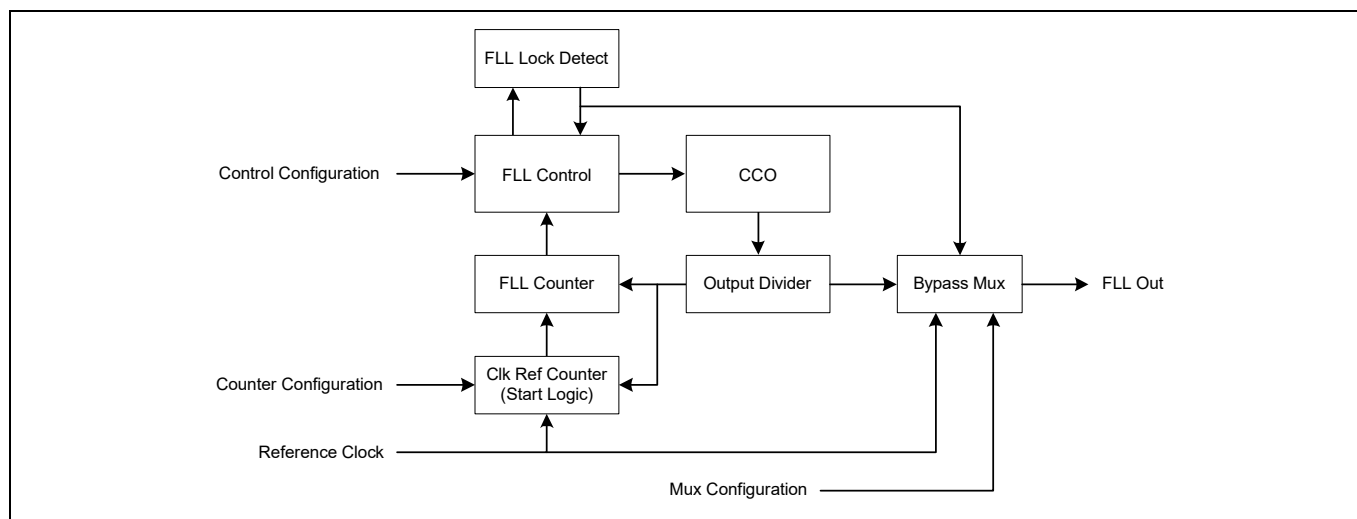 FLL Lock Detect
Control Configuration
FLL Control
CCO
FLL Counter
Output Divider
Bypass Mux
FLL Out
Counter Configuration
Clk Ref Counter
(Start Logic)
Reference Clock
Mux Configuration